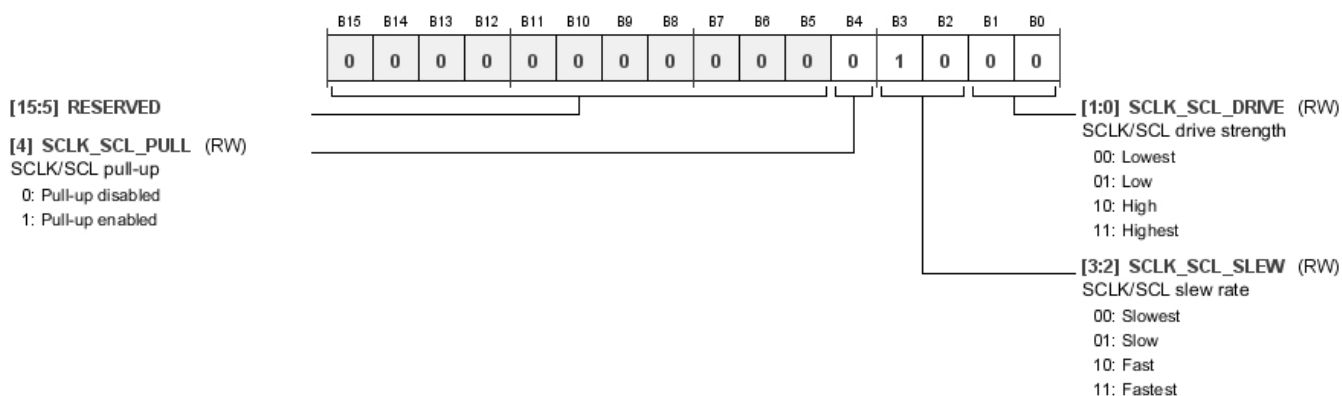 B15 B14 B13 B12 B11 B10 B9 B8 B7 B6 B5 B4 B3 B2 B1 B0
0 0 0 0 0 0 0 0 0 0 0 0 1 0 0 0
[15:5] RESERVED
[4] SCLK_SCL_PULL (RW)
SCLK/SCL pull-up
0: Pull-up disabled
1: Pull-up enabled
[1:0] SCLK_SCL_DRIVE (RW)
SCLK/SCL drive strength
00: Lowest
01: Low
10: High
11: Highest
[3:2] SCLK_SCL_SLEW (RW)
SCLK/SCL slew rate
00: Slowest
01: Slow
10: Fast
11: Fastest